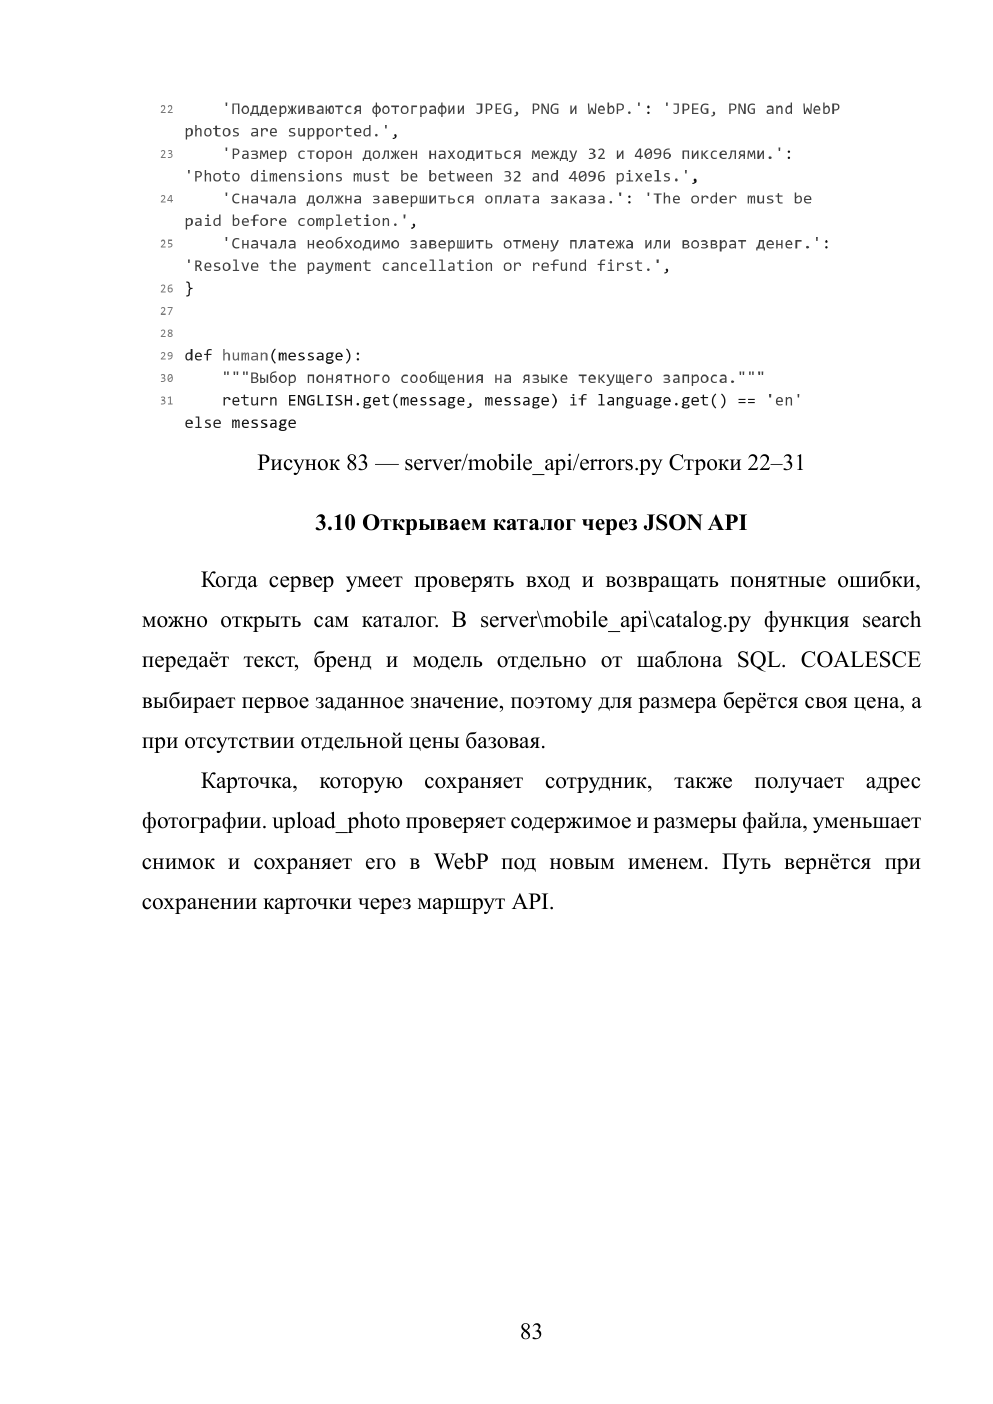 22 'Поддерживаются фотографии JPEG, PNG и WebP.': 'JPEG, PNG and WebP
photos are supported.',
23 'Размер сторон должен находиться между 32 и 4096 пикселями.':
'Photo dimensions must be between 32 and 4096 pixels.',
24 'Сначала должна завершиться оплата заказа.': 'The order must be
paid before completion.',
25 'Сначала необходимо завершить отмену платежа или возврат денег.':
'Resolve the payment cancellation or refund first.',
26 }
27
28
29 def human(message):
30 """Выбор понятного сообщения на языке текущего запроса."""
31 return ENGLISH.get(message, message) if language.get() == 'en'
else message
Рисунок 83 — server/mobile_api/errors.py Строки 22–31
3.10 Открываем каталог через JSON API
Когда сервер умеет проверять вход и возвращать понятные ошибки,
можно открыть сам каталог. В server\mobile_api\catalog.py функция search
передаёт текст, бренд и модель отдельно от шаблона SQL. COALESCE
выбирает первое заданное значение, поэтому для размера берётся своя цена, а
при отсутствии отдельной цены базовая.
Карточка, которую сохраняет сотрудник, также получает адрес
фотографии. upload_photo проверяет содержимое и размеры файла, уменьшает
снимок и сохраняет его в WebP под новым именем. Путь вернётся при
сохранении карточки через маршрут API.
83